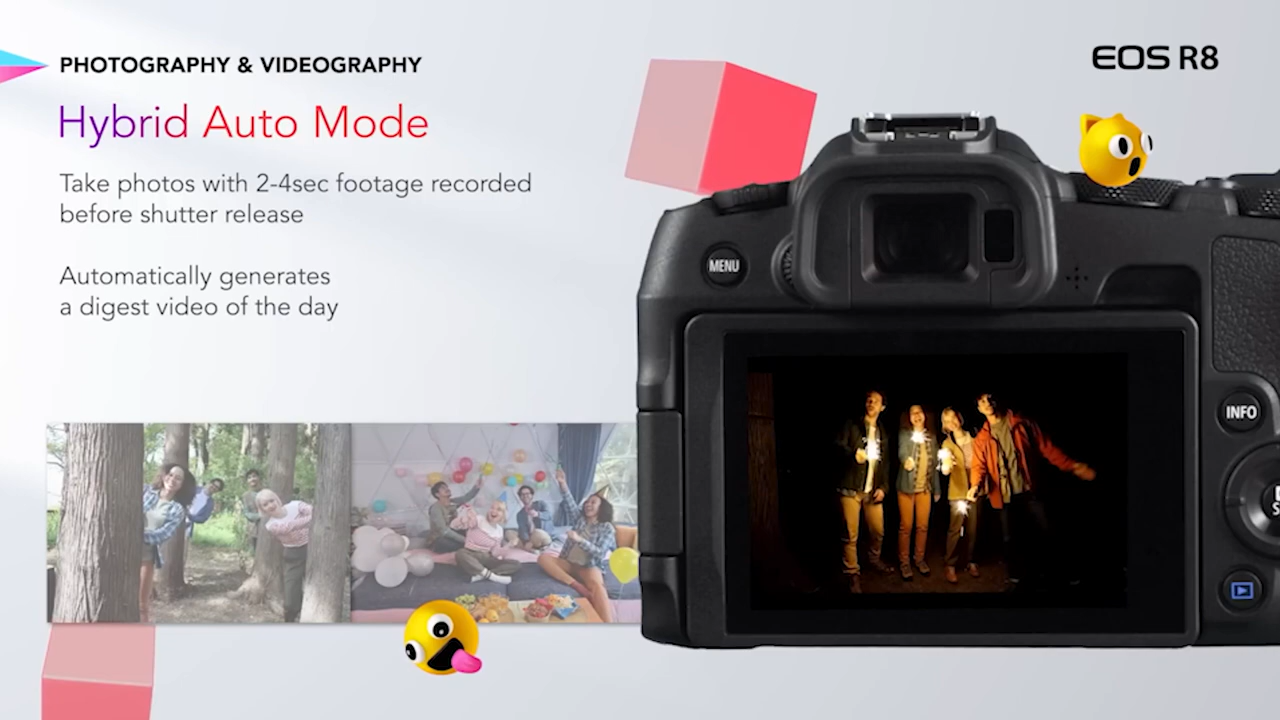 PHOTOGRAPHY & VIDEOGRAPHY
EOS R8
Hybrid Auto Mode
Take photos with 2-4sec footage recorded
before shutter release
Automatically generates
a digest video of the day
MENU
INFO